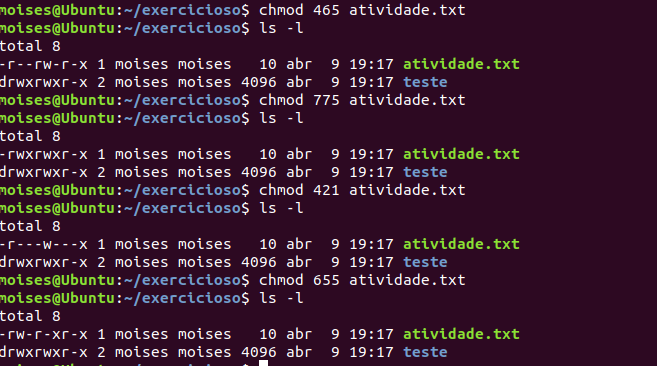 moises@Ubuntu:~/exercicioso$ chmod 465 atividade.txt
moises@Ubuntu:~/exercicioso$ ls -l
total 8
-r--rw-r-x 1 moises moises   10 abr  9 19:17 atividade.txt
drwxrwxr-x 2 moises moises 4096 abr  9 19:17 teste
moises@Ubuntu:~/exercicioso$ chmod 775 atividade.txt
moises@Ubuntu:~/exercicioso$ ls -l
total 8
-rwxrwxr-x 1 moises moises   10 abr  9 19:17 atividade.txt
drwxrwxr-x 2 moises moises 4096 abr  9 19:17 teste
moises@Ubuntu:~/exercicioso$ chmod 421 atividade.txt
moises@Ubuntu:~/exercicioso$ ls -l
total 8
-r---w---x 1 moises moises   10 abr  9 19:17 atividade.txt
drwxrwxr-x 2 moises moises 4096 abr  9 19:17 teste
moises@Ubuntu:~/exercicioso$ chmod 655 atividade.txt
moises@Ubuntu:~/exercicioso$ ls -l
total 8
-rw-r-xr-x 1 moises moises   10 abr  9 19:17 atividade.txt
drwxrwxr-x 2 moises moises 4096 abr  9 19:17 teste
moises@Ubuntu:~/exercicioso$